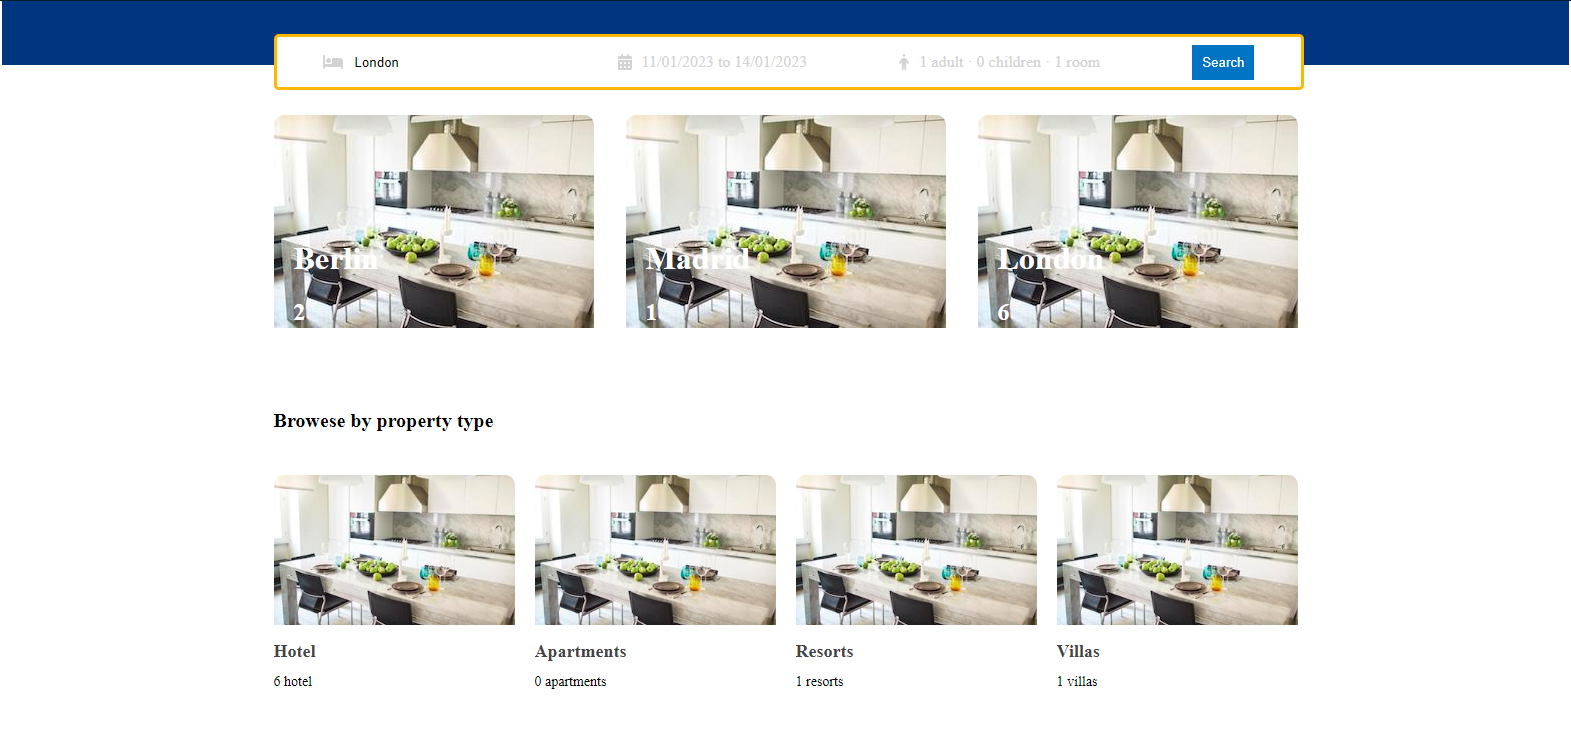 London
11/01/2023 to 14/01/2023
1 adult · 0 children · 1 room
Search
Berlin
Madrid
London
2
1
6
Browese by property type
Hotel
Apartments
Resorts
Villas
6 hotel
0 apartments
1 resorts
1 villas